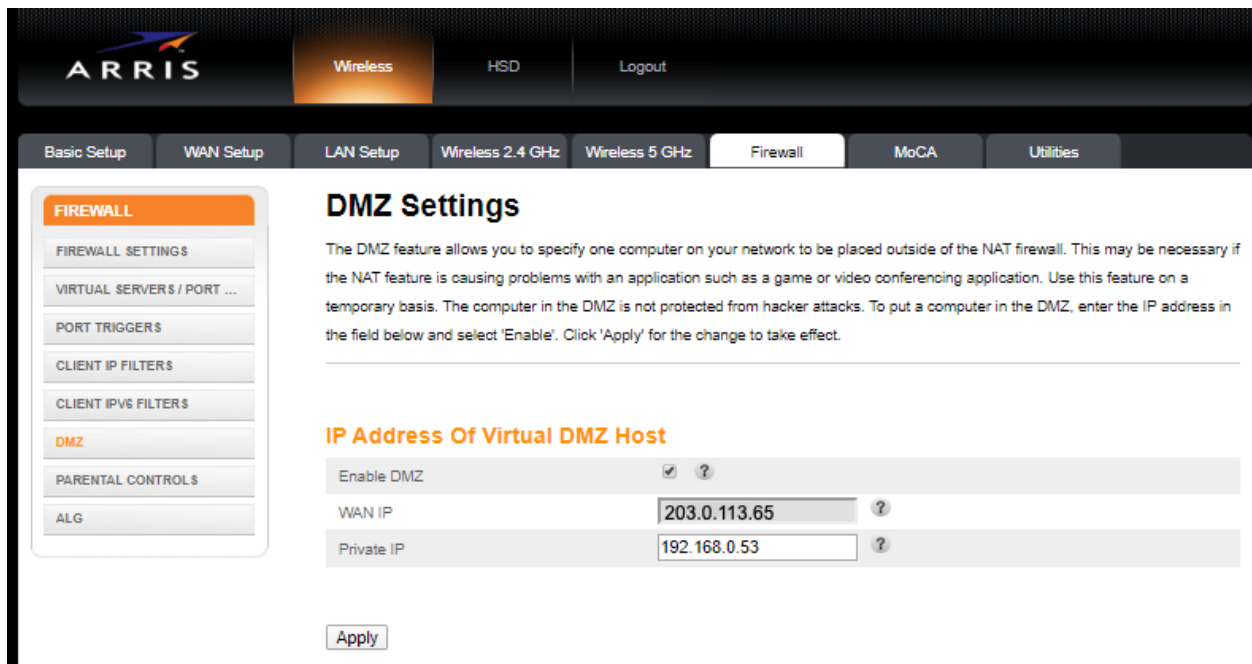 ARRIS
Wireless HSD Logout
Basic Setup WAN Setup LAN Setup Wireless 2.4 GHz Wireless 5 GHz Firewall MoCA Utilities
FIREWALL
FIREWALL SETTINGS
VIRTUAL SERVERS / PORT ...
PORT TRIGGERS
CLIENT IP FILTERS
CLIENT IPV6 FILTERS
DMZ
PARENTAL CONTROLS
ALG
DMZ Settings
The DMZ feature allows you to specify one computer on your network to be placed outside of the NAT firewall. This may be necessary if
the NAT feature is causing problems with an application such as a game or video conferencing application. Use this feature on a
temporary basis. The computer in the DMZ is not protected from hacker attacks. To put a computer in the DMZ, enter the IP address in
the field below and select 'Enable'. Click 'Apply' for the change to take effect.
IP Address Of Virtual DMZ Host
Enable DMZ ?
WAN IP 203.0.113.65 ?
Private IP 192.168.0.53 ?
Apply